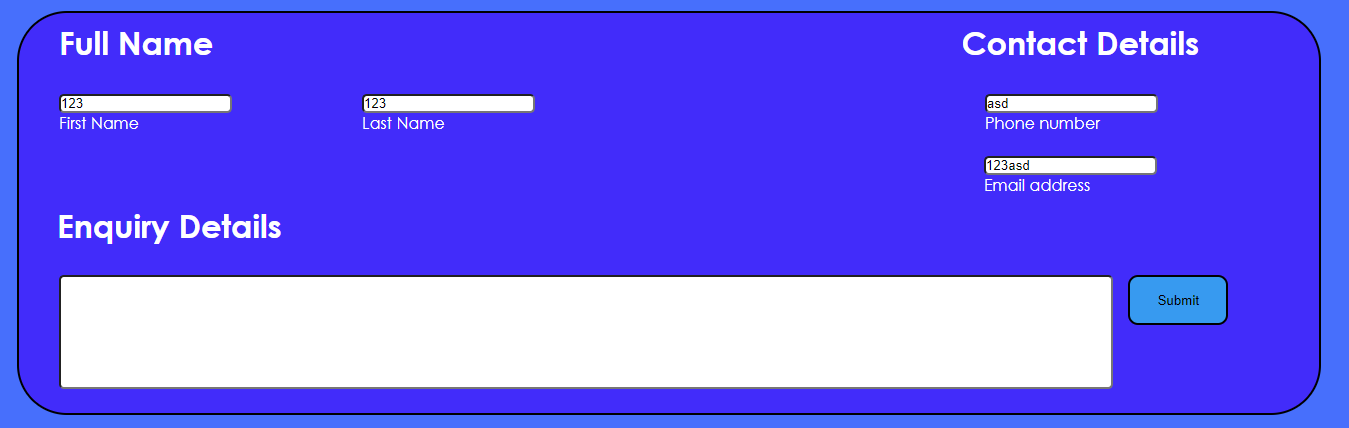 Full Name
Contact Details
123
123
asd
First Name
Last Name
Phone number
123asd
Email address
Enquiry Details
Submit